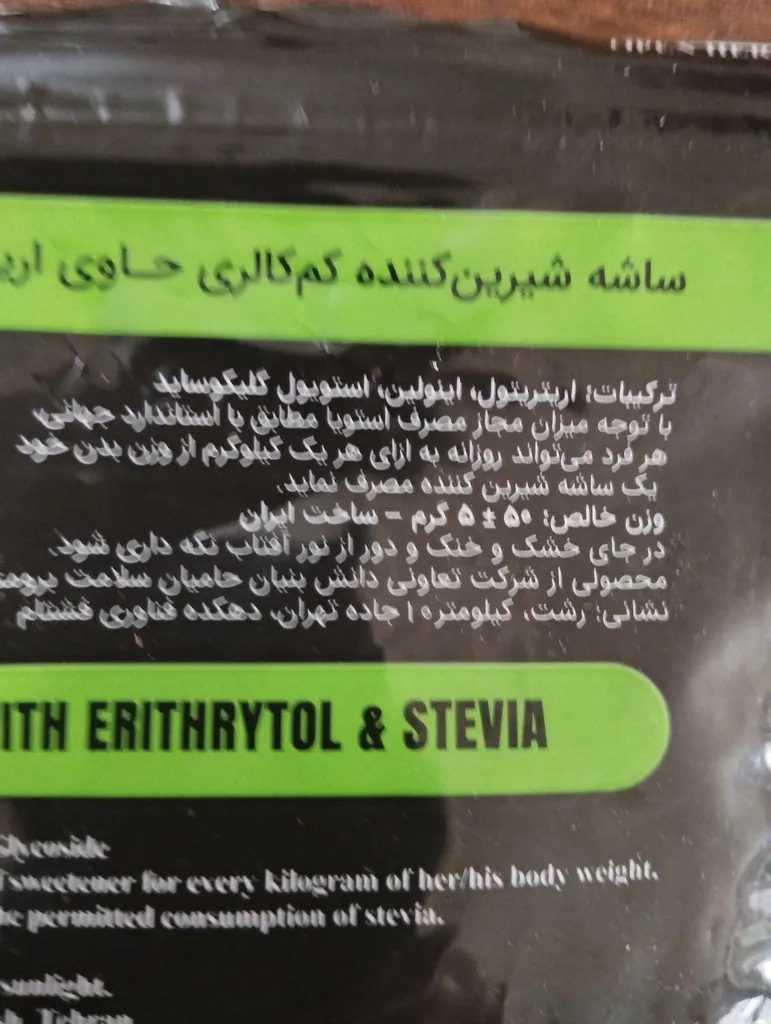 ساشه شیرین‌کننده کم‌کالری حاوی
ترکیبات: اریتریتول، اینولین، استویول گلیکوساید
با توجه میزان مجاز مصرف استویا مطابق با استاندارد جهانی،
هر فرد می‌تواند روزانه به ازای هر یک کیلوگرم از وزن بدن خود
یک ساشه شیرین کننده مصرف نماید.
وزن خالص: ۵۰ ± ۵ گرم - ساخت ایران
در جای خشک و خنک و دور از نور آفتاب نگه داری شود.
محصولی از شرکت تعاونی دانش بنیان حامیان سلامت
نشانی: رشت، کیلومتر ۱۰ جاده تهران، دهکده فناوری قشتام
ITH ERITHRYTOL & STEVIA
lycoside
sweetener for every kilogram of her/his body weight.
permitted consumption of stevia.
sunlight.
Tehran